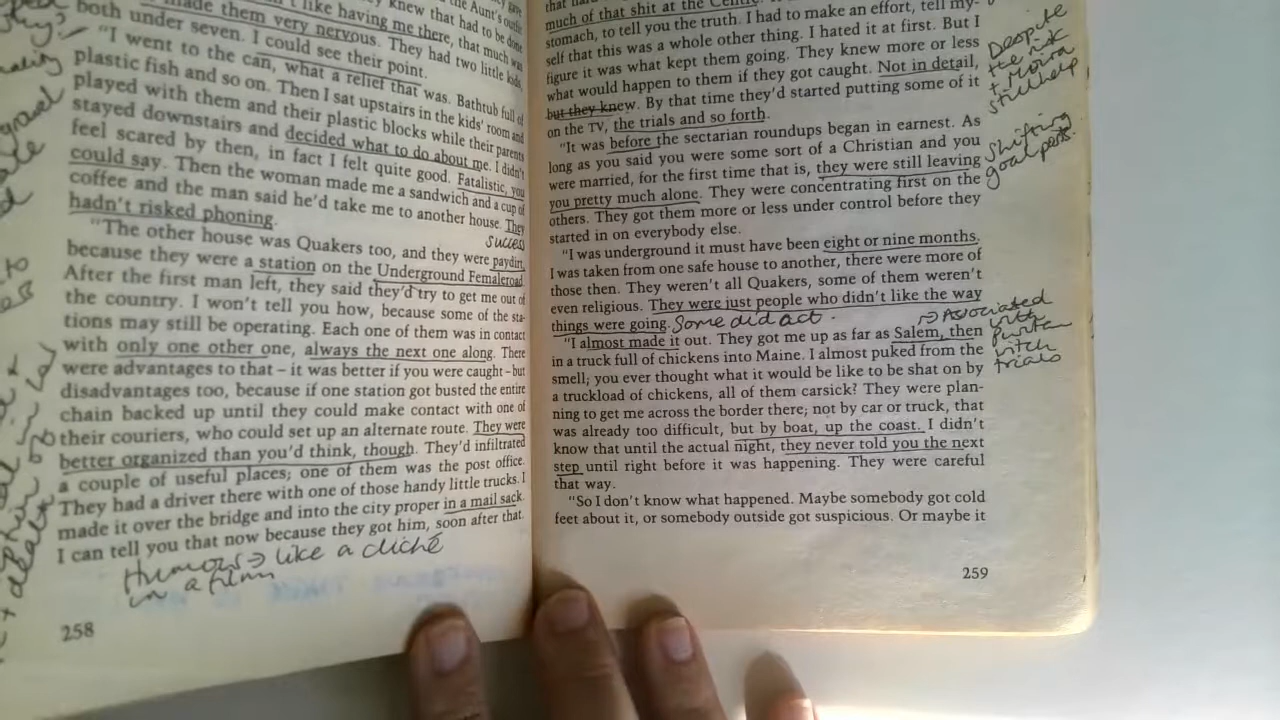 the Aunt's
like having me there, that much was
made them very nervous. They had two little kids,
both under seven. I could see their point.
"I went to the can, what a relief that was. Bathtub full of
plastic fish and so on. Then I sat upstairs in the kids' room and
played with them and their plastic blocks while their parents
stayed downstairs and decided what to do about me. I didn't
feel scared by then, in fact I felt quite good. Fatalistic, you
could say. Then the woman made me a sandwich and a cup of
coffee and the man said he'd take me to another house. They
hadn't risked phoning.
success
"The other house was Quakers too, and they were paydirt,
because they were a station on the Underground Femaleroad.
After the first man left, they said they'd try to get me out of
the country. I won't tell you how, because some of the sta-
tions may still be operating. Each one of them was in contact
with only one other one, always the next one along. There
were advantages to that – it was better if you were caught – but
disadvantages too, because if one station got busted the entire
chain backed up until they could make contact with one of
their couriers, who could set up an alternate route. They were
better organized than you'd think, though. They'd infiltrated
a couple of useful places; one of them was the post office.
They had a driver there with one of those handy little trucks. I
made it over the bridge and into the city proper in a mail sack.
I can tell you that now because they got him, soon after that.
Humour → like a cliché
in a film
258
much of that shit at the Centre.
stomach, to tell you the truth. I had to make an effort, tell my-
self that this was a whole other thing. I hated it at first. But I
figure it was what kept them going. They knew more or less
what would happen to them if they got caught. Not in detail,
but they knew. By that time they'd started putting some of it
on the TV, the trials and so forth.
Despite
the risk
Moira
still help
"It was before the sectarian roundups began in earnest. As
long as you said you were some sort of a Christian and you
were married, for the first time that is, they were still leaving
you pretty much alone. They were concentrating first on the
others. They got them more or less under control before they
started in on everybody else.
Shifting
goal posts.
"I was underground it must have been eight or nine months.
I was taken from one safe house to another, there were more of
those then. They weren't all Quakers, some of them weren't
even religious. They were just people who didn't like the way
things were going. Some did act.
"I almost made it out. They got me up as far as Salem, then
in a truck full of chickens into Maine. I almost puked from the
smell; you ever thought what it would be like to be shat on by
a truckload of chickens, all of them carsick? They were plan-
ning to get me across the border there; not by car or truck, that
was already too difficult, but by boat, up the coast. I didn't
know that until the actual night, they never told you the next
step until right before it was happening. They were careful
that way.
→ Associated
with
puritan
witch
trials
"So I don't know what happened. Maybe somebody got cold
feet about it, or somebody outside got suspicious. Or maybe it
259